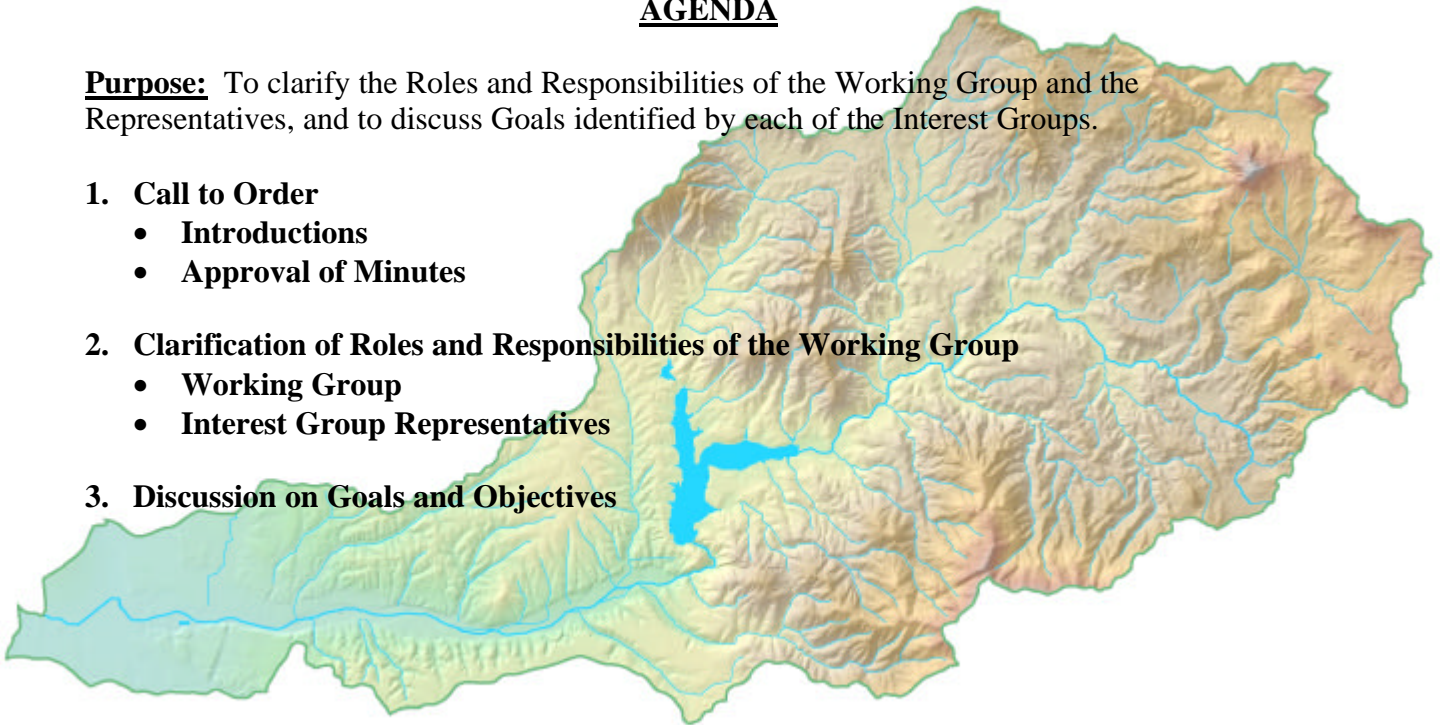 AGENDA
Purpose: To clarify the Roles and Responsibilities of the Working Group and the
Representatives, and to discuss Goals identified by each of the Interest Groups.
1. Call to Order
• Introductions
• Approval of Minutes
2. Clarification of Roles and Responsibilities of the Working Group
• Working Group
• Interest Group Representatives
3. Discussion on Goals and Objectives